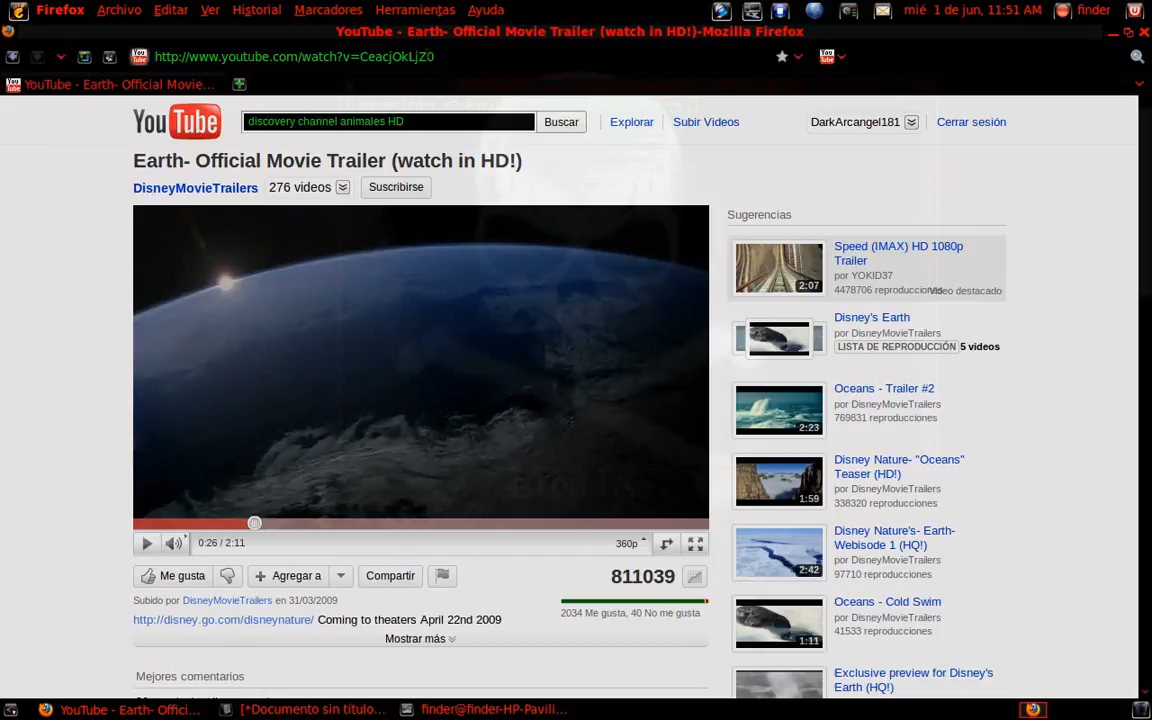 Firefox Archivo Editar Ver Historial Marcadores Herramientas Ayuda mié 1 de jun, 11:51 AM finder
YouTube - Earth- Official Movie Trailer (watch in HD!)-Mozilla Firefox
http://www.youtube.com/watch?v=CeacjOkLjZ0
YouTube - Earth- Official Movie...
YouTube discovery channel animales HD Buscar Explorar Subir Videos DarkArcangel181 Cerrar sesión
Earth- Official Movie Trailer (watch in HD!)
DisneyMovieTrailers 276 videos Suscribirse
0:26 / 2:11 360p
Me gusta Agregar a Compartir 811039
Subido por DisneyMovieTrailers en 31/03/2009
2034 Me gusta, 40 No me gusta
http://disney.go.com/disneynature/ Coming to theaters April 22nd 2009
Mostrar más
Mejores comentarios
Sugerencias
Speed (IMAX) HD 1080p
Trailer
por YOKID37
4478706 reproducciones Vídeo destacado
2:07
Disney's Earth
por DisneyMovieTrailers
LISTA DE REPRODUCCIÓN 5 videos
Oceans - Trailer #2
por DisneyMovieTrailers
769831 reproducciones
2:23
Disney Nature- "Oceans"
Teaser (HD!)
por DisneyMovieTrailers
338320 reproducciones
1:59
Disney Nature's- Earth-
Webisode 1 (HQ!)
por DisneyMovieTrailers
97710 reproducciones
2:42
Oceans - Cold Swim
por DisneyMovieTrailers
41533 reproducciones
1:11
Exclusive preview for Disney's
Earth (HQ!)
YouTube - Earth- Offici... [*Documento sin título... finder@finder-HP-Pavili...